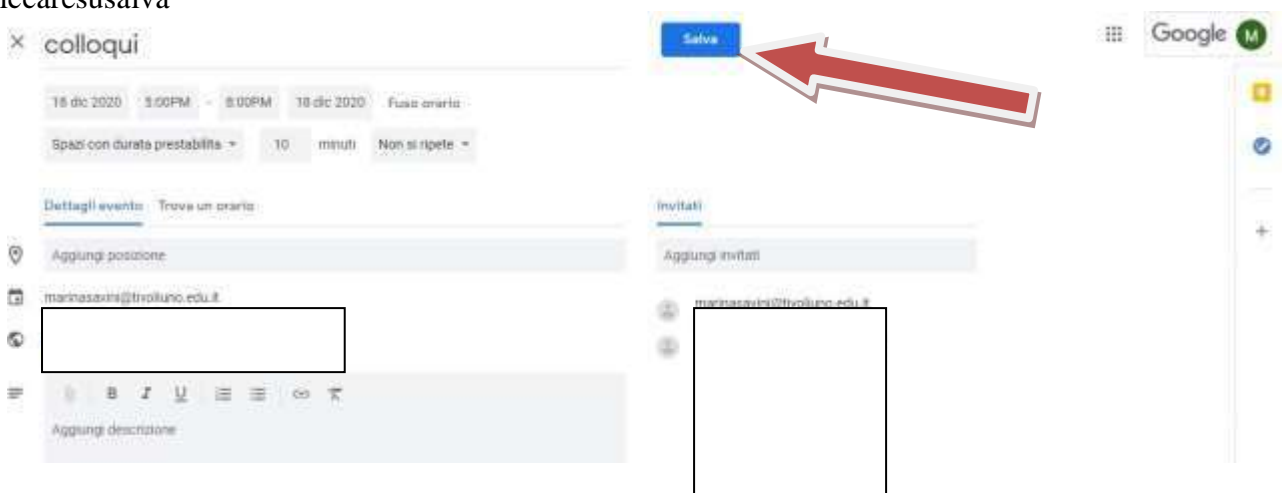 colloqui
Salva
Google M
18 dic 2020 5:00PM - 8:00PM 18 dic 2020 Fuso orario
Spazi con durata prestabilita 10 minuti Non si ripete
Dettagli evento Trova un orario
Invitati
Aggiungi posizione
Aggiungi invitati
marinasavini@tivoliuno.edu.it
marinasavini@tivoliuno.edu.it
B I U
Aggiungi descrizione